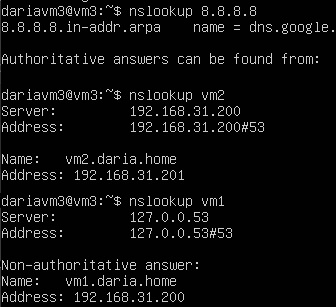 dariavm3@vm3:~$ nslookup 8.8.8.8
8.8.8.8.in-addr.arpa    name = dns.google.
Authoritative answers can be found from:
dariavm3@vm3:~$ nslookup vm2
Server:         192.168.31.200
Address:        192.168.31.200#53
Name:   vm2.daria.home
Address: 192.168.31.201
dariavm3@vm3:~$ nslookup vm1
Server:         127.0.0.53
Address:        127.0.0.53#53
Non-authoritative answer:
Name:   vm1.daria.home
Address: 192.168.31.200